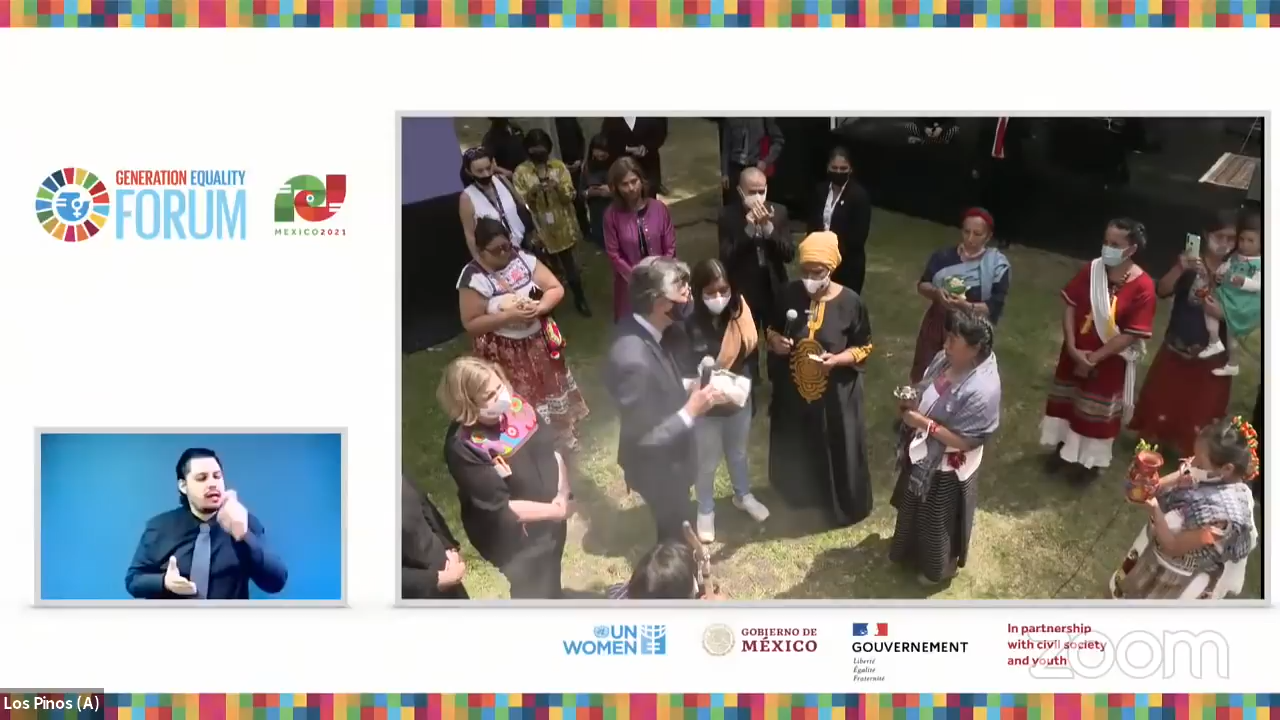 GENERATION EQUALITY
FORUM
MEXICO2021
UN
WOMEN
GOBIERNO DE
MÉXICO
GOUVERNEMENT
Liberté
Égalité
Fraternité
In partnership
with civil society
and youth
zoom
Los Pinos (A)